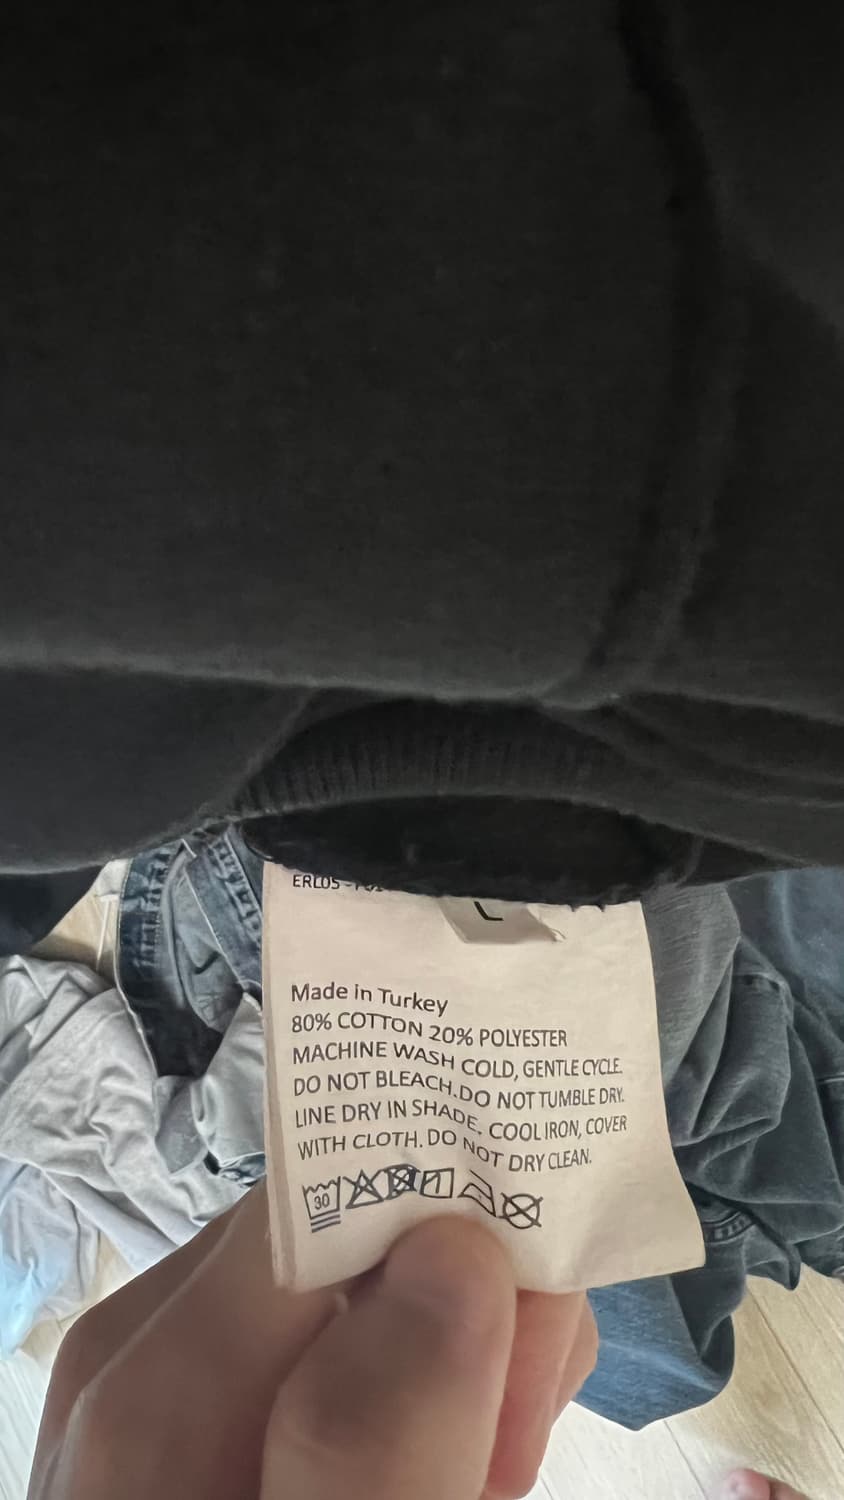 ERLOS
L
Made in Turkey
80% COTTON 20% POLYESTER
MACHINE WASH COLD, GENTLE CYCLE.
DO NOT BLEACH.DO NOT TUMBLE DRY.
LINE DRY IN SHADE. COOL IRON, COVER
WITH CLOTH. DO NOT DRY CLEAN.
30